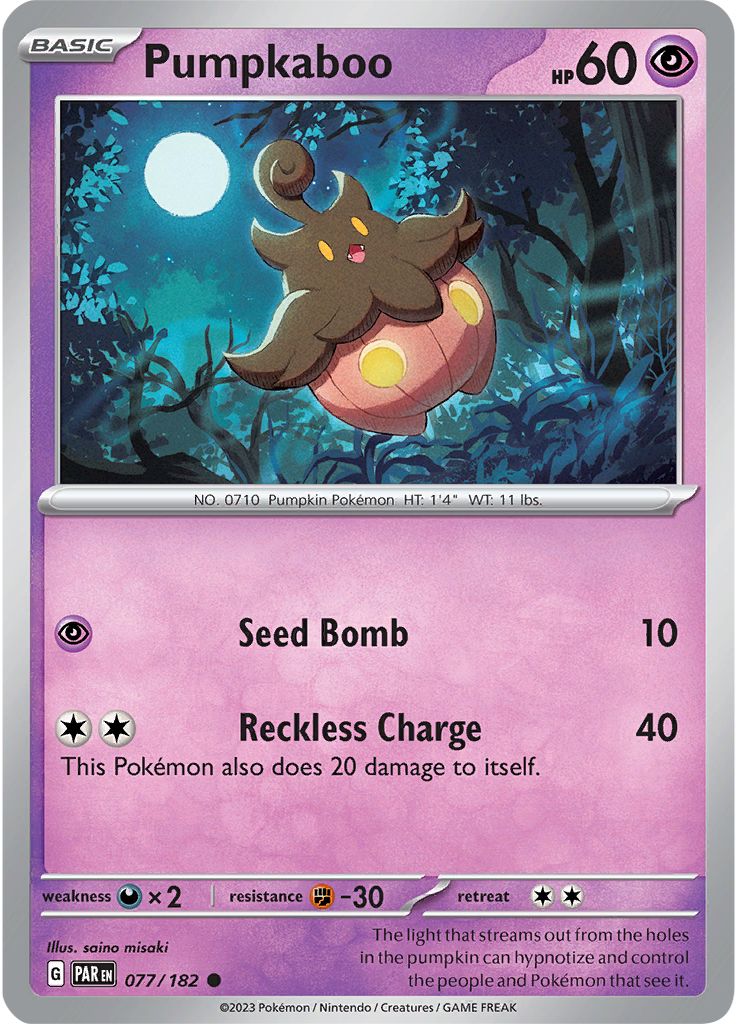 BASIC
Pumpkaboo
HP 60
NO. 0710 Pumpkin Pokémon HT: 1'4" WT: 11 lbs.
Seed Bomb 10
Reckless Charge 40
This Pokémon also does 20 damage to itself.
weakness ×2 resistance -30 retreat
Illus. saino misaki
The light that streams out from the holes
in the pumpkin can hypnotize and control
the people and Pokémon that see it.
G PAR EN 077/182
©2023 Pokémon / Nintendo / Creatures / GAME FREAK